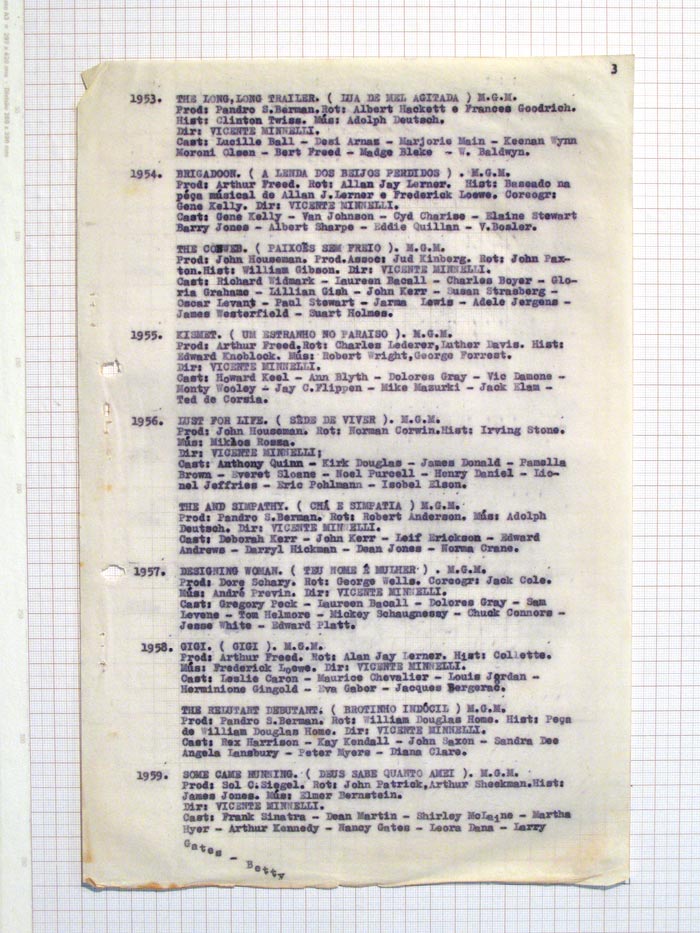 3
1953. THE LONG,LONG TRAILER. ( LUA DE MEL AGITADA ) M.G.M.
Prod: Pandro S.Berman.Rot: Albert Hackett e Frances Goodrich.
Hist: Clinton Twiss. Mús: Adolph Deutsch.
Dir: VICENTE MINNELLI.
Cast: Lucille Ball - Desi Arnaz - Marjorie Main - Keenan Wynn
Moroni Olsen - Bert Freed - Madge Blake - W. Baldwyn.
1954. BRIGADOON. ( A LENDA DOS BEIJOS PERDIDOS ) . M.G.M.
Prod: Arthur Freed. Rot: Allan Jay Lerner. Hist: Baseado na
peça músical de Allan J.Lerner e Frederick Loewe. Coreogr:
Gene Kelly. Dir: VICENTE MINNELLI.
Cast: Gene Kelly - Van Johnson - Cyd Charise - Elaine Stewart
Barry Jones - Albert Sharpe - Eddie Quillan - V.Bosler.
THE COBWEB. ( PAIXOẼS SEM FREIO ). M.G.M.
Prod: John Houseman. Prod.Assoc: Jud Kinberg. Rot: John Pax-
ton.Hist: William Gibson. Dir: VICENTE MINNELLI.
Cast: Richard Widmark - Laureen Bacall - Charles Boyer - Glo-
ria Grahame - Lillian Gish - John Kerr - Susan Strasberg -
Oscar Levant - Paul Stewart - Jarma Lewis - Adele Jergens -
James Westerfield - Suart Holmes.
1955. KISMET. ( UM ESTRANHO NO PARAISO ). M.G.M.
Prod: Arthur Freed,Rot: Charles Lederer,Luther Davis. Hist:
Edward Knoblock. Mús: Robert Wright,George Forrest.
Dir: VICENTE MINNELLI.
Cast: Howard Keel - Ann Blyth - Dolores Gray - Vic Damone -
Monty Wooley - Jay C.Flippen - Mike Mazurki - Jack Elam -
Ted de Corsia.
1956. LUST FOR LIFE. ( SÊDE DE VIVER ). M.G.M.
Prod: John Houseman. Rot: Norman Corwin.Hist: Irving Stone.
Mús: Miklos Rossa.
Dir: VICENTE MINNELLI;
Cast: Anthony Quinn - Kirk Douglas - James Donald - Pamella
Brown - Everet Sloane - Noel Purcell - Henry Daniel - Lio-
nel Jeffries - Eric Pohlmann - Isobel Elson.
THE AND SIMPATHY. ( CHÁ E SIMPATIA ) M.G.M.
Prod: Pandro S.Berman. Rot: Robert Anderson. Mús: Adolph
Deutsch. Dir: VICENTE MINNELLI.
Cast: Deborah Kerr - John Kerr - Leif Erickson - Edward
Andrews - Darryl Hickman - Dean Jones - Norma Crane.
1957. DESIGNING WOMAN. ( TEU NOME É MULHER ) . M.G.M.
Prod: Dore Schary. Rot: George Wells. Coreogr: Jack Cole.
Mús: André Previn. Dir: VICENTE MINNELLI.
Cast: Gregory Peck - Laureen Bacall - Dolores Gray - Sam
Levene - Tom Helmore - Mickey Schaugnessy - Chuck Connors -
Jesse White - Edward Platt.
1958. GIGI. ( GIGI ). M.G.M.
Prod: Arthur Freed. Rot: Alan Jay Lerner. Hist: Collette.
Mús: Frederick Loewe. Dir: VICENTE MINNELLI.
Cast: Leslie Caron - Maurice Chevalier - Louis Jordan -
Herminione Gingold - Eva Gabor - Jacques Bergerac.
THE RELUTANT DEBUTANT. ( BROTINHO INDÓCIL ) M.G.M.
Prod: Pandro S.Berman. Rot: William Douglas Home. Hist: Peça
de William Douglas Home. Dir: VICENTE MINNELLI.
Cast: Rex Harrison - Kay Kendall - John Saxon - Sandra Dee
Angela Lansbury - Peter Myers - Diana Clare.
1959. SOME CAME RUNNING. ( DEUS SABE QUANTO AMEI ). M.G.M.
Prod: Sol C.Siegel. Rot: John Patrick,Arthur Sheekman.Hist:
James Jones. Mús: Elmer Bernstein.
Dir: VICENTE MINNELLI.
Cast: Frank Sinatra - Dean Martin - Shirley McLaine - Martha
Hyer - Arthur Kennedy - Nancy Gates - Leora Dana - Larry
Gates - Betty